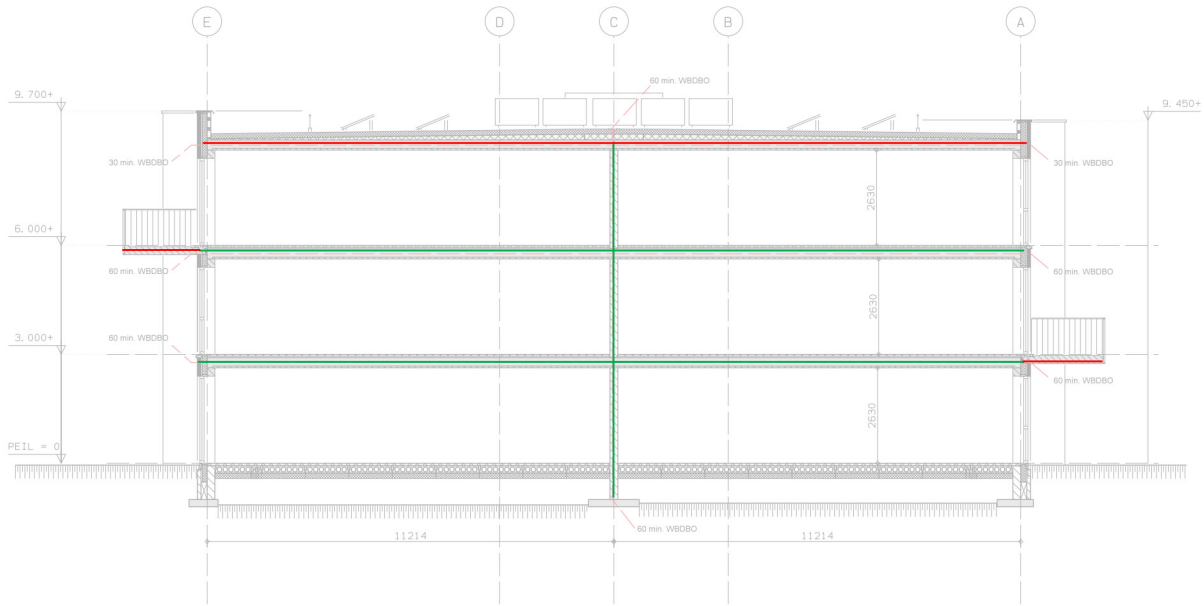 E
D
C
B
A
60 min. WBDBO
9.700+
9.450+
30 min. WBDBO
30 min. WBDBO
2630
6.000+
60 min. WBDBO
60 min. WBDBO
2630
3.000+
60 min. WBDBO
60 min. WBDBO
2630
PEIL = 0
60 min. WBDBO
11214
11214